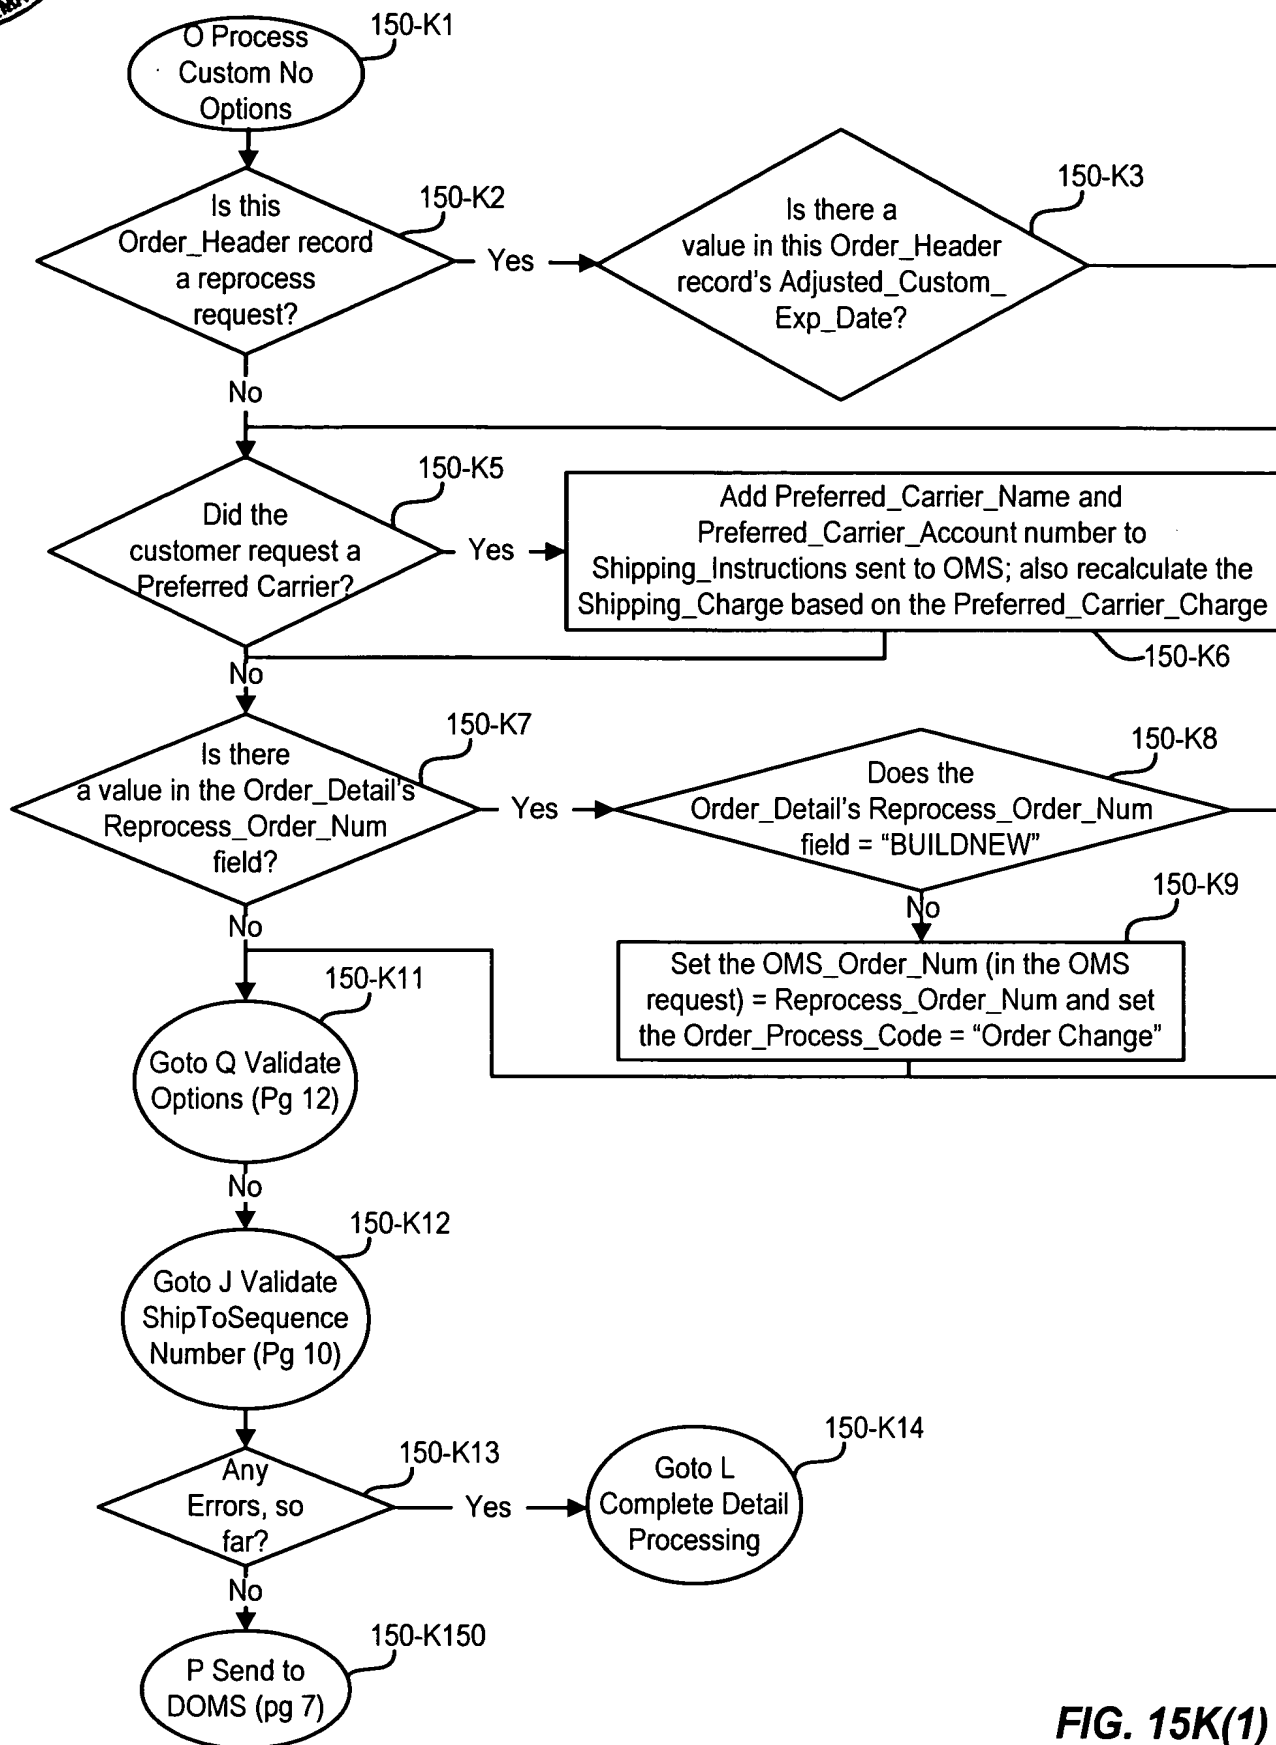 150-K1
O Process
Custom No
Options
150-K2
Is this
Order_Header record
a reprocess
request?
Yes
150-K3
Is there a
value in this Order_Header
record's Adjusted_Custom_
Exp_Date?
No
150-K5
Did the
customer request a
Preferred Carrier?
Yes
Add Preferred_Carrier_Name and
Preferred_Carrier_Account number to
Shipping_Instructions sent to OMS; also recalculate the
Shipping_Charge based on the Preferred_Carrier_Charge
150-K6
No
150-K7
Is there
a value in the Order_Detail's
Reprocess_Order_Num
field?
Yes
150-K8
Does the
Order_Detail's Reprocess_Order_Num
field = “BUILDNEW”
No
150-K9
Set the OMS_Order_Num (in the OMS
request) = Reprocess_Order_Num and set
the Order_Process_Code = “Order Change”
No
150-K11
Goto Q Validate
Options (Pg 12)
No
150-K12
Goto J Validate
ShipToSequence
Number (Pg 10)
150-K13
Any
Errors, so
far?
Yes
150-K14
Goto L
Complete Detail
Processing
No
150-K150
P Send to
DOMS (pg 7)
FIG. 15K(1)